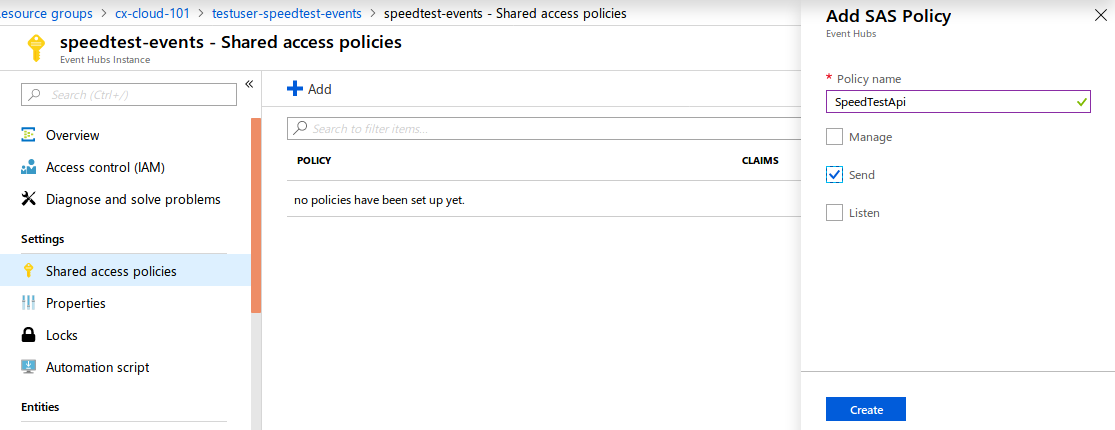 esource groups > cx-cloud-101 > testuser-speedtest-events > speedtest-events - Shared access policies
speedtest-events - Shared access policies
Event Hubs Instance
Search (Ctrl+/)
«
Overview
Access control (IAM)
Diagnose and solve problems
Settings
Shared access policies
Properties
Locks
Automation script
Entities
Add
Search to filter items...
POLICY CLAIMS
no policies have been set up yet.
Add SAS Policy
Event Hubs
* Policy name
SpeedTestApi
Manage
Send
Listen
Create